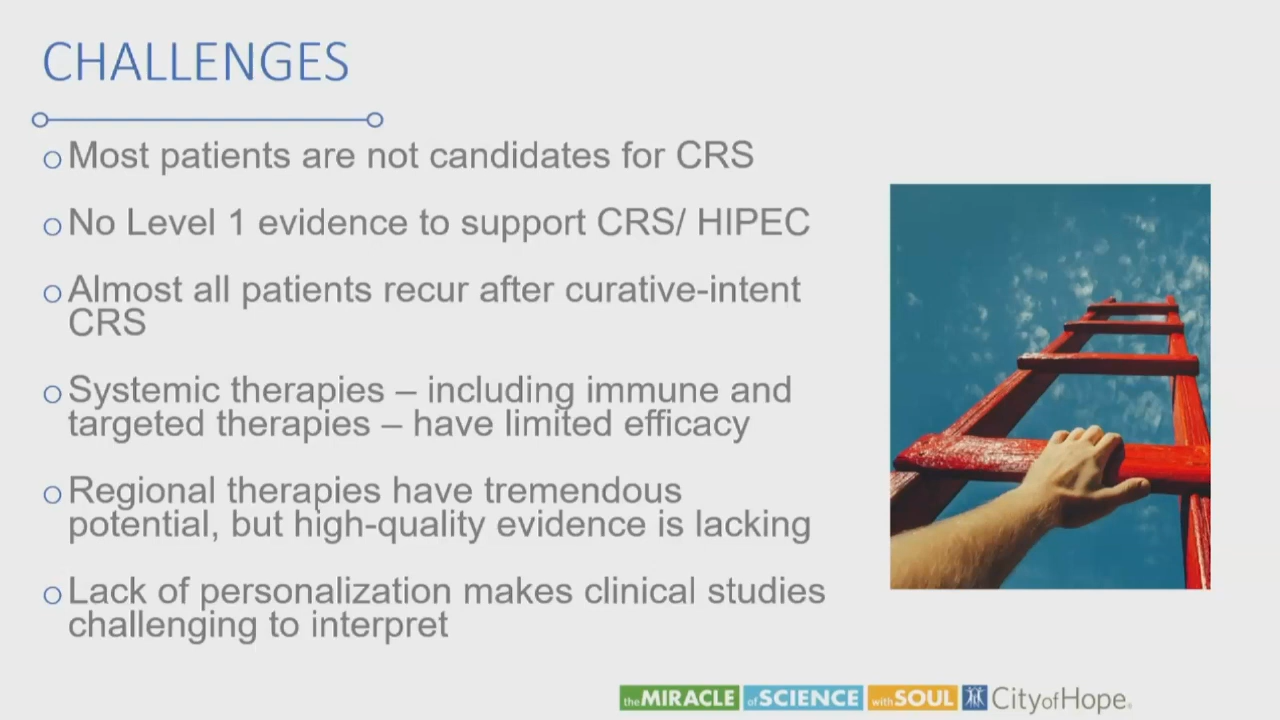 CHALLENGES
Most patients are not candidates for CRS
No Level 1 evidence to support CRS/ HIPEC
Almost all patients recur after curative-intent
CRS
Systemic therapies – including immune and
targeted therapies – have limited efficacy
Regional therapies have tremendous
potential, but high-quality evidence is lacking
Lack of personalization makes clinical studies
challenging to interpret
the MIRACLE of SCIENCE with SOUL CityofHope®